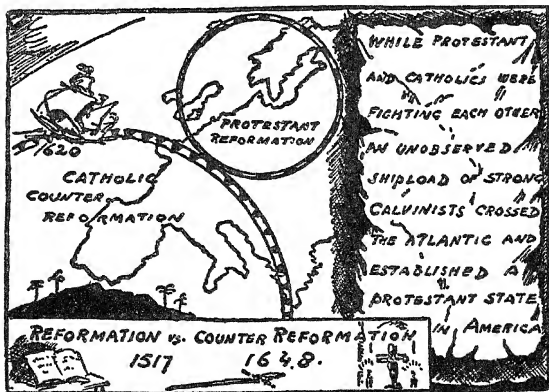 PROTESTANT
REFORMATION
1620
CATHOLIC
COUNTER
REFORMATION
WHILE PROTESTANT
AND CATHOLICS WERE
FIGHTING EACH OTHER
AN UNOBSERVED
SHIPLOAD OF STRONG
CALVINISTS CROSSED
THE ATLANTIC AND
ESTABLISHED A
PROTESTANT STATE
IN AMERICA
REFORMATION vs. COUNTER REFORMATION
1517 1648.